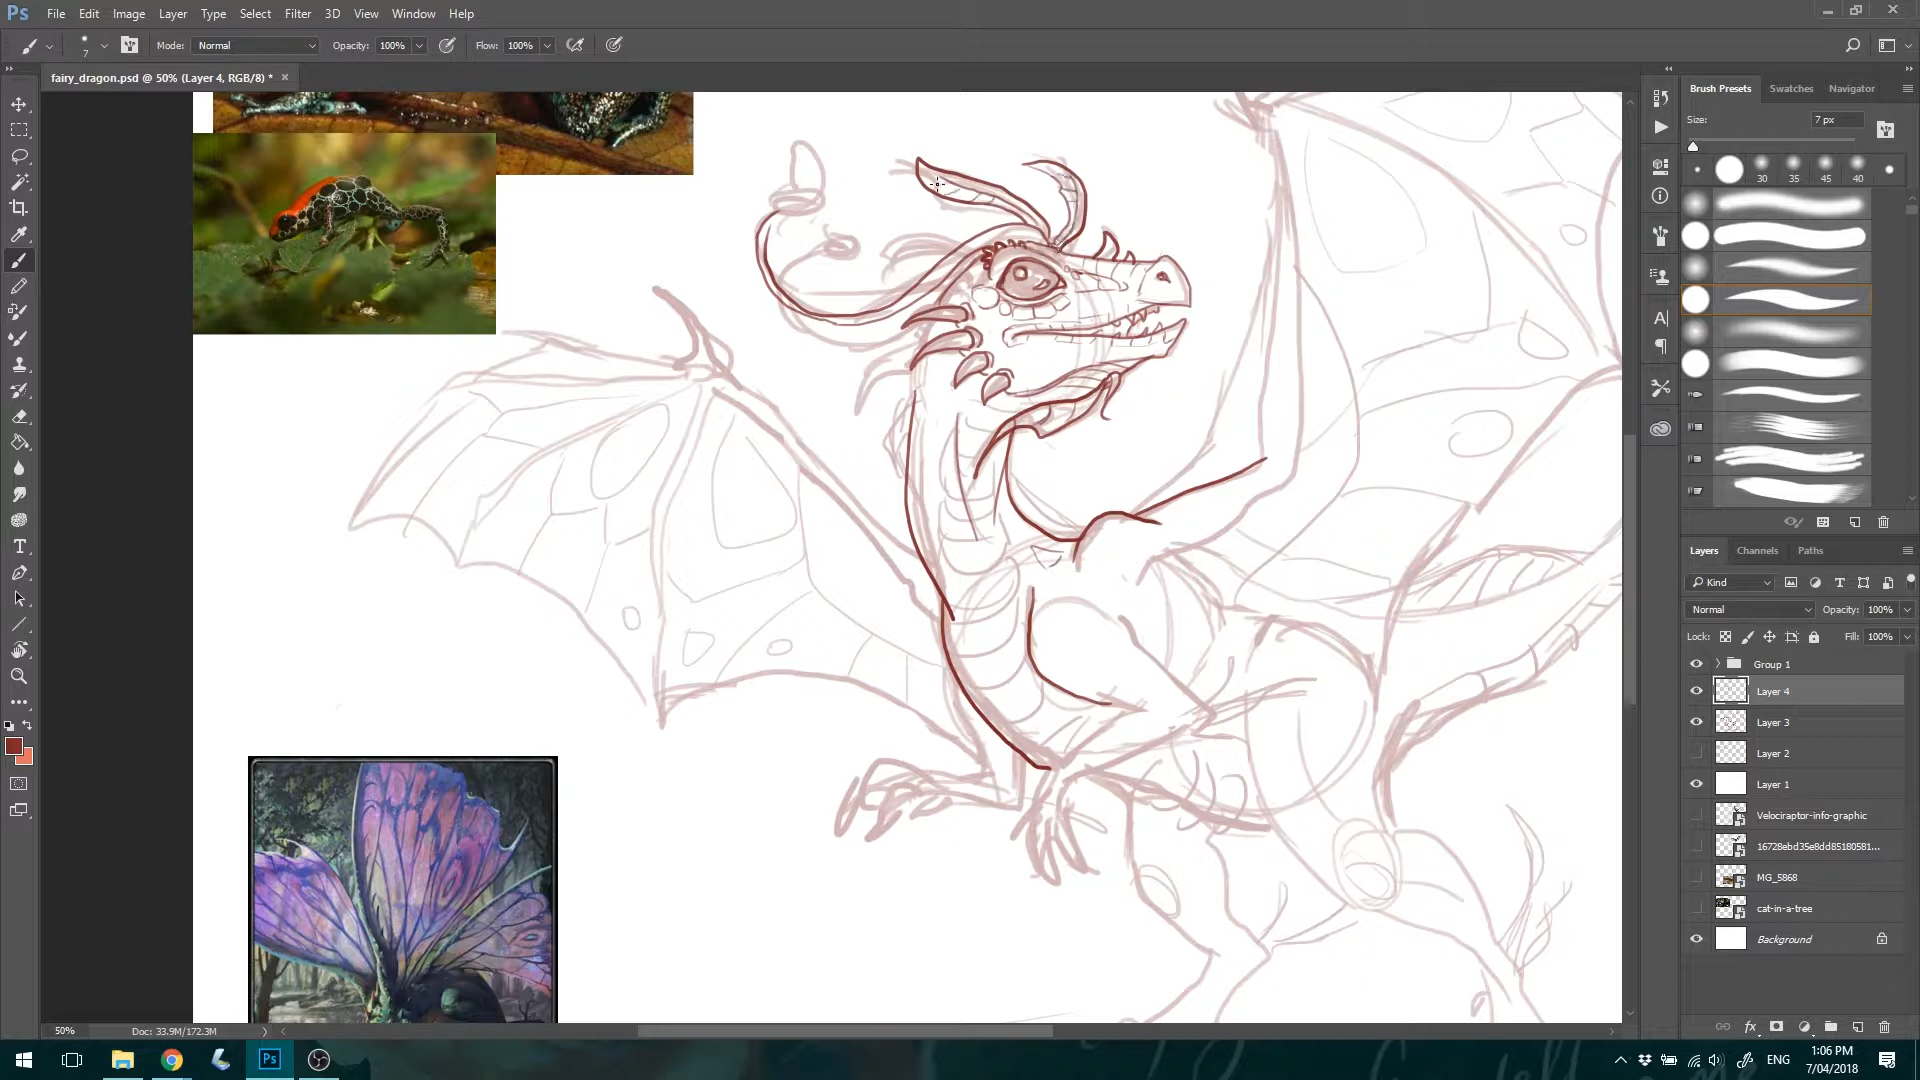 Ps File Edit Image Layer Type Select Filter 3D View Window Help
7 Mode: Normal Opacity: 100% Flow: 100%
fairy_dragon.psd @ 50% (Layer 4, RGB/8) * ×
Brush Presets Swatches Navigator
Size: 7 px
30 35 45 40
Layers Channels Paths
Kind
Normal Opacity: 100%
Lock: Fill: 100%
Group 1
Layer 4
Layer 3
Layer 2
Layer 1
Velociraptor-info-graphic
16728ebd35e8dd85180581...
MG_5868
cat-in-a-tree
Background
50% Doc: 33.9M/172.3M
Ps ENG 1:06 PM
7/04/2018